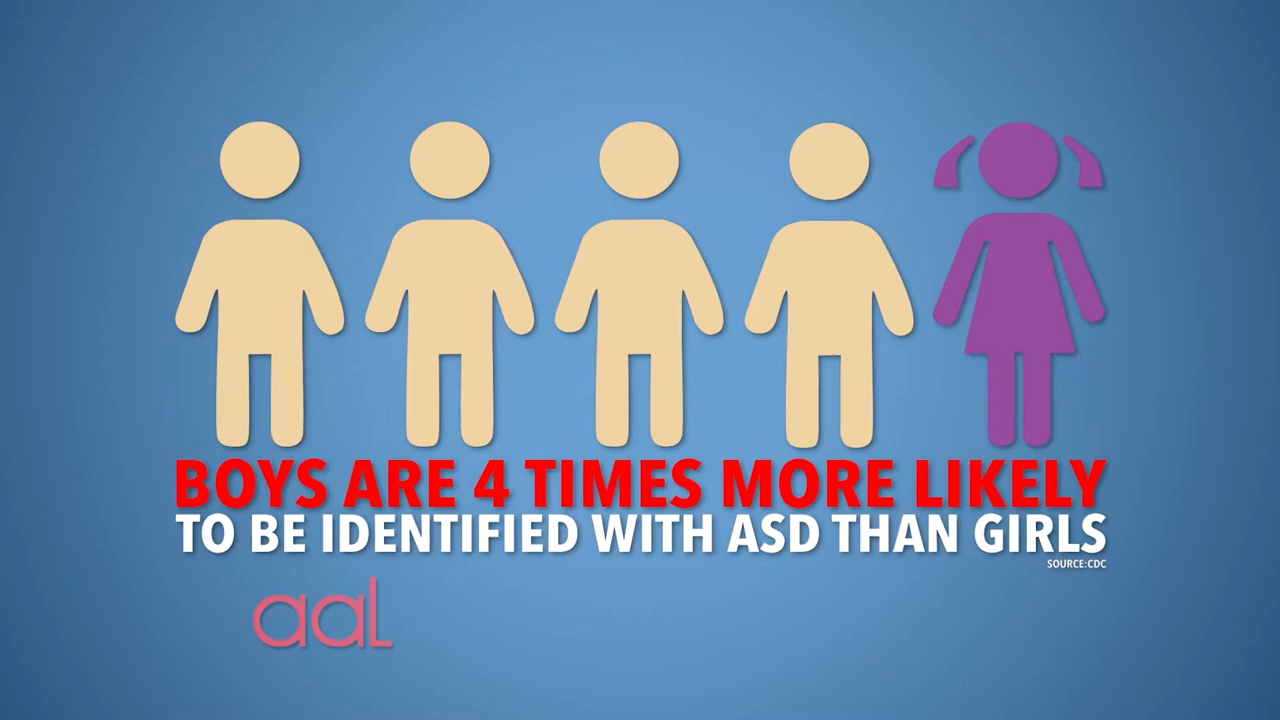 BOYS ARE 4 TIMES MORE LIKELY
TO BE IDENTIFIED WITH ASD THAN GIRLS
SOURCE:CDC
aaL